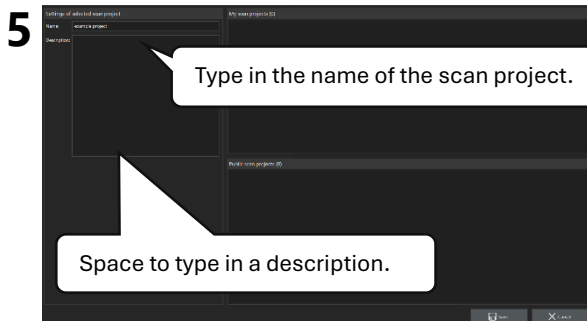 5
Settings of selected scan project
My scan projects (0)
Name
example project
Description
Type in the name of the scan project.
Public scan projects (0)
Space to type in a description.
Save
Cancel